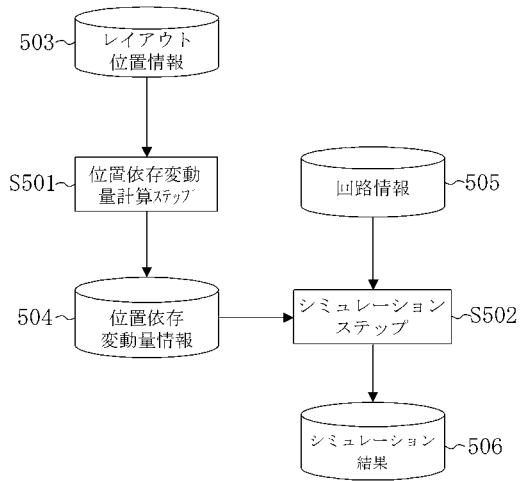 503
レイアウト
位置情報
S501
位置依存変動
量計算ステップ
回路情報
505
504
位置依存
変動量情報
シミュレーション
ステップ
S502
シミュレーション
結果
506